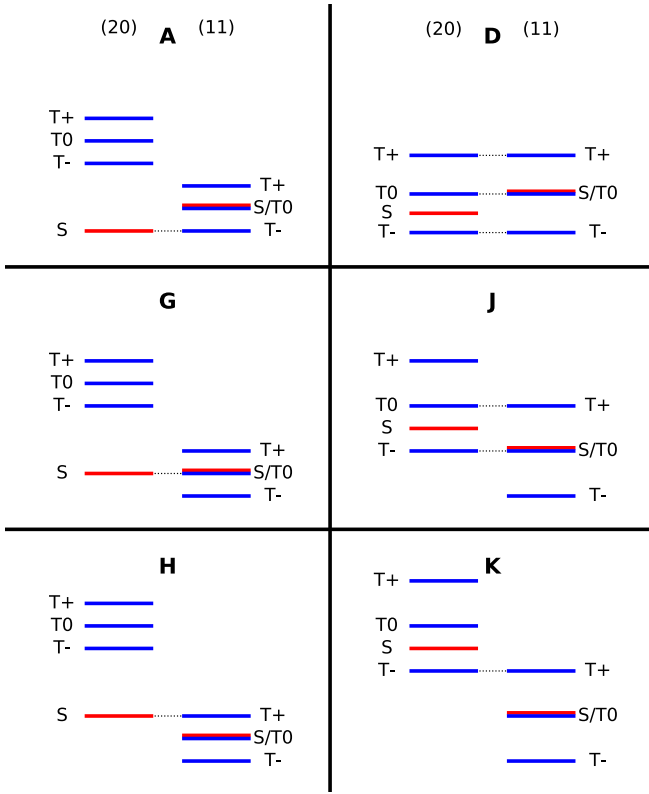 (20) A (11)
T+
T0
T-
S
T+
S/T0
T-
(20) D (11)
T+
T0
S
T-
T+
S/T0
T-
G
T+
T0
T-
S
T+
S/T0
T-
J
T+
T0
S
T-
T+
S/T0
T-
H
T+
T0
T-
S
T+
S/T0
T-
K
T+
T0
S
T-
T+
S/T0
T-